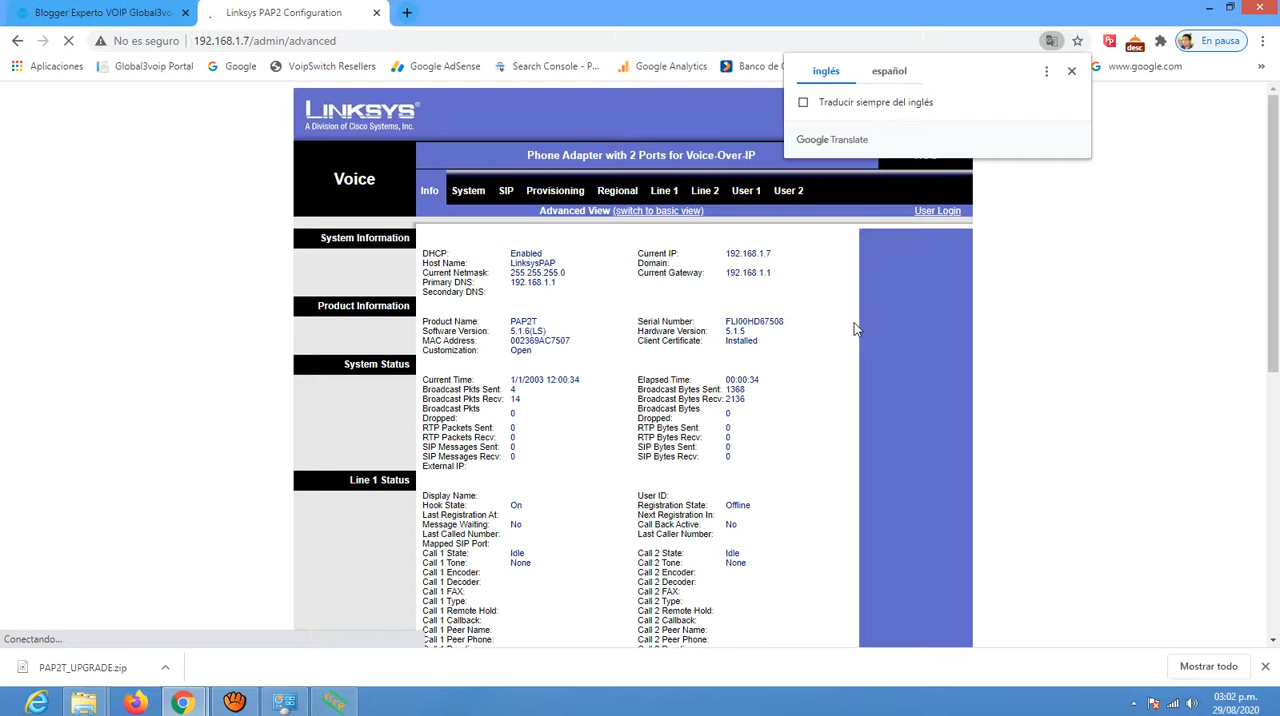 Blogger Experto VOIP Global3vo
Linksys PAP2 Configuration
No es seguro 192.168.1.7/admin/advanced
En pausa
Aplicaciones Global3voip Portal Google VoipSwitch Resellers Google AdSense Search Console - P... Google Analytics Banco de www.google.com »
inglés español
Traducir siempre del inglés
Google Translate
LINKSYS®
A Division of Cisco Systems, Inc.
Phone Adapter with 2 Ports for Voice-Over-IP
Voice
Info System SIP Provisioning Regional Line 1 Line 2 User 1 User 2
Advanced View (switch to basic view) User Login
System Information
DHCP: Enabled Current IP: 192.168.1.7
Host Name: LinksysPAP Domain:
Current Netmask: 255.255.255.0 Current Gateway: 192.168.1.1
Primary DNS: 192.168.1.1
Secondary DNS:
Product Information
Product Name: PAP2T Serial Number: FLI00HD67508
Software Version: 5.1.6(LS) Hardware Version: 5.1.5
MAC Address: 002369AC7507 Client Certificate: Installed
Customization: Open
System Status
Current Time: 1/1/2003 12:00:34 Elapsed Time: 00:00:34
Broadcast Pkts Sent: 4 Broadcast Bytes Sent: 1368
Broadcast Pkts Recv: 14 Broadcast Bytes Recv: 2136
Broadcast Pkts Dropped: 0 Broadcast Bytes Dropped: 0
RTP Packets Sent: 0 RTP Bytes Sent: 0
RTP Packets Recv: 0 RTP Bytes Recv: 0
SIP Messages Sent: 0 SIP Bytes Sent: 0
SIP Messages Recv: 0 SIP Bytes Recv: 0
External IP:
Line 1 Status
Display Name: User ID:
Hook State: On Registration State: Offline
Last Registration At: Next Registration In:
Message Waiting: No Call Back Active: No
Last Called Number: Last Caller Number:
Mapped SIP Port:
Call 1 State: Idle Call 2 State: Idle
Call 1 Tone: None Call 2 Tone: None
Call 1 Encoder: Call 2 Encoder:
Call 1 Decoder: Call 2 Decoder:
Call 1 FAX: Call 2 FAX:
Call 1 Type: Call 2 Type:
Call 1 Remote Hold: Call 2 Remote Hold:
Call 1 Callback: Call 2 Callback:
Call 1 Peer Name: Call 2 Peer Name:
Call 1 Peer Phone: Call 2 Peer Phone:
Conectando...
PAP2T_UPGRADE.zip Mostrar todo
03:02 p.m.
29/08/2020